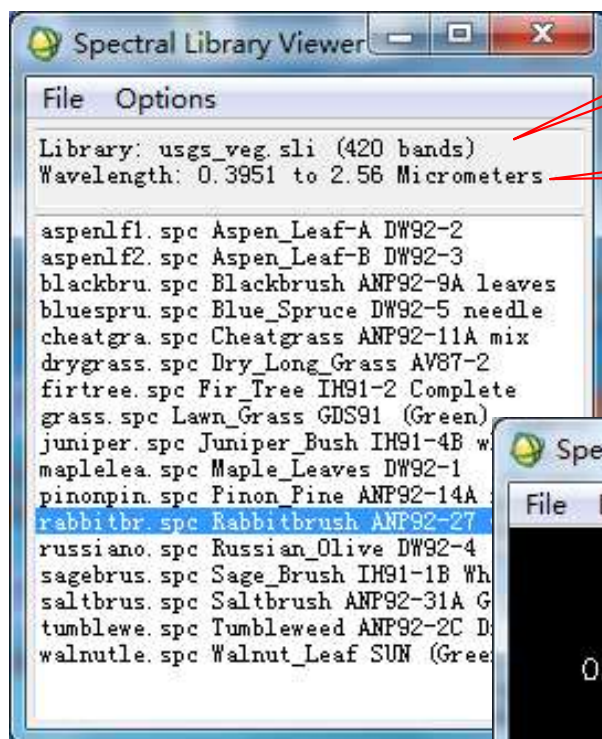 Spectral Library Viewer
File Options
Library: usgs_veg.sli (420 bands)
Wavelength: 0.3951 to 2.56 Micrometers
aspenlf1.spc Aspen_Leaf-A DW92-2
aspenlf2.spc Aspen_Leaf-B DW92-3
blackbru.spc Blackbrush ANP92-9A leaves
bluespru.spc Blue_Spruce DW92-5 needle
cheatgra.spc Cheatgrass ANP92-11A mix
drygrass.spc Dry_Long_Grass AV87-2
firtree.spc Fir_Tree IH91-2 Complete
grass.spc Lawn_Grass GDS91 (Green)
juniper.spc Juniper_Bush IH91-4B w
maplelea.spc Maple_Leaves DW92-1
pinonpin.spc Pinon_Pine ANP92-14A
rabbitbr.spc Rabbitbrush ANP92-27
russiano.spc Russian_Olive DW92-4
sagebrus.spc Sage_Brush IH91-1B Wh
saltbrus.spc Saltbrush ANP92-31A G
tumblewe.spc Tumbleweed ANP92-2C D
walnutle.spc Walnut_Leaf SUN (Gree
Spe
File
0